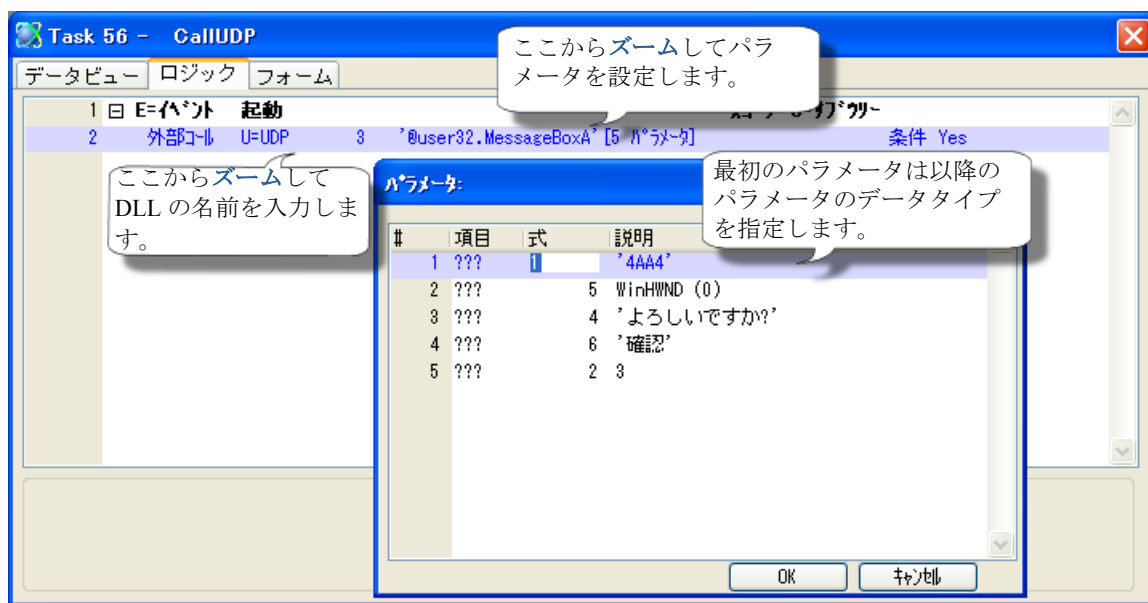 Task 56 - CallUDP
データビュー ロジック フォーム
ここからズームしてパラ
メータを設定します。
1 E=イベント 起動
2 外部コール U=UDP 3 '@user32.MessageBoxA' [5 パラメータ] 条件 Yes
ここからズームして
DLL の名前を入力しま
す。
最初のパラメータは以降の
パラメータのデータタイプ
を指定します。
パラメータ:
# 項目 式 説明
1 ??? 1 '4AA4'
2 ??? 5 WinHWND (0)
3 ??? 4 'よろしいですか?'
4 ??? 6 '確認'
5 ??? 2 3
OK キャンセル